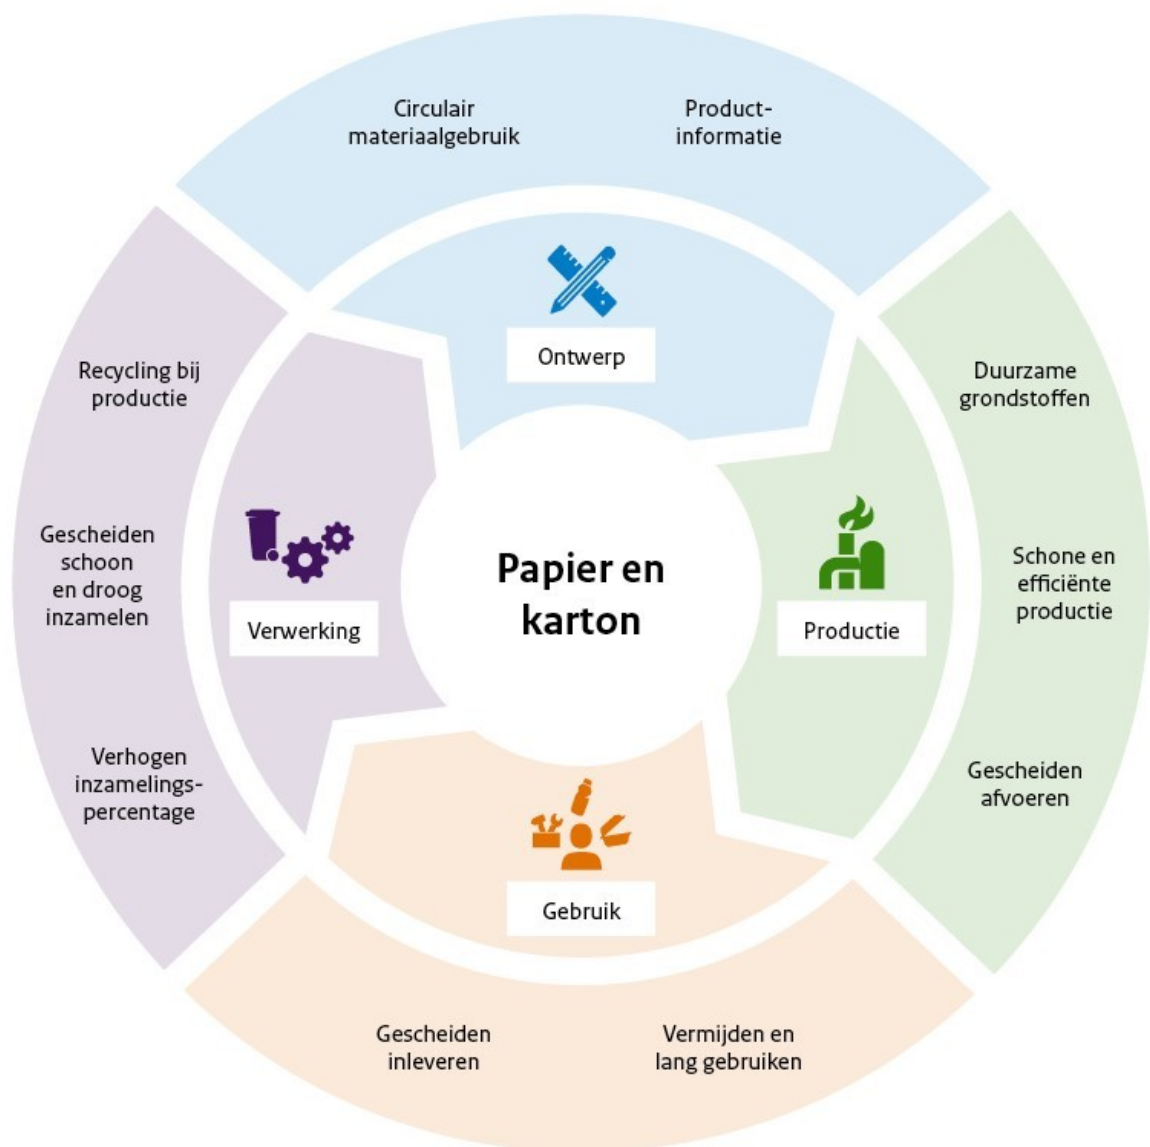 Circulair
materiaalgebruik
Product-
informatie
Ontwerp
Recycling bij
productie
Duurzame
grondstoffen
Gescheiden
schoon
en droog
inzamelen
Verwerking
Papier en
karton
Productie
Schone en
efficiënte
productie
Verhogen
inzamelings-
percentage
Gescheiden
afvoeren
Gebruik
Gescheiden
inleveren
Vermijden en
lang gebruiken